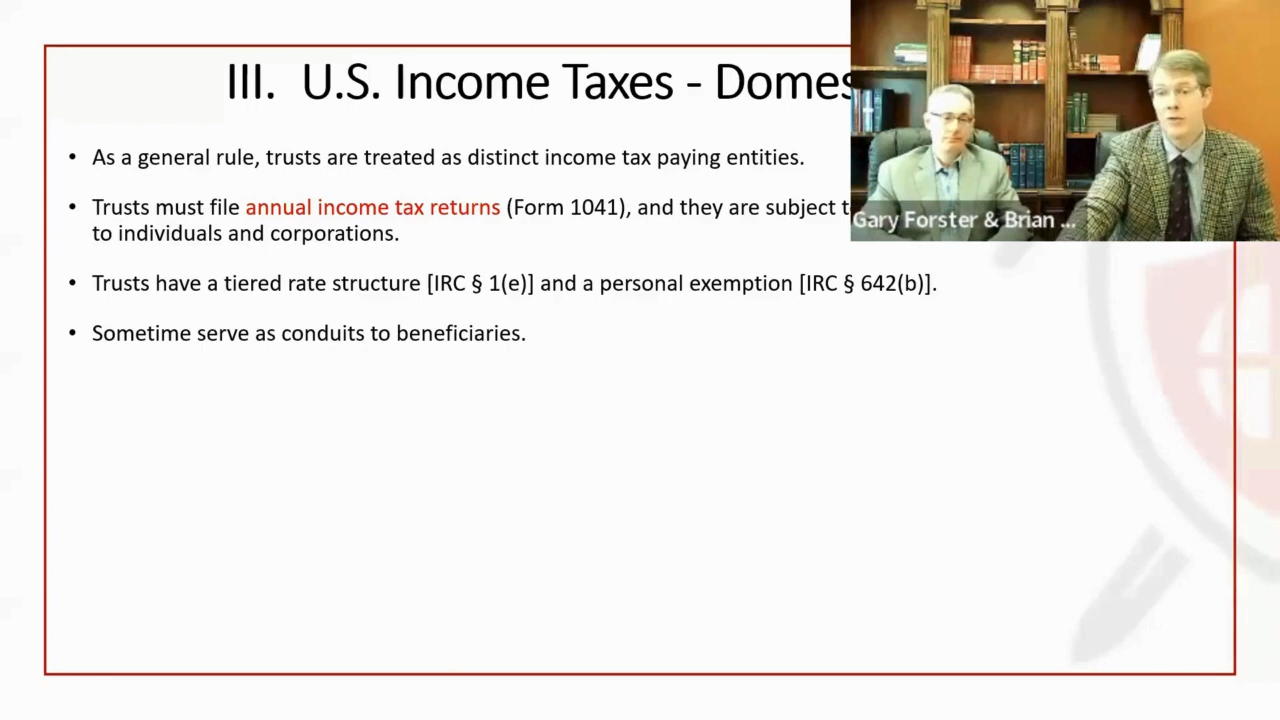 III. U.S. Income Taxes - Domes
• As a general rule, trusts are treated as distinct income tax paying entities.
• Trusts must file annual income tax returns (Form 1041), and they are subject t
to individuals and corporations.
Gary Forster & Brian ...
• Trusts have a tiered rate structure [IRC § 1(e)] and a personal exemption [IRC § 642(b)].
• Sometime serve as conduits to beneficiaries.